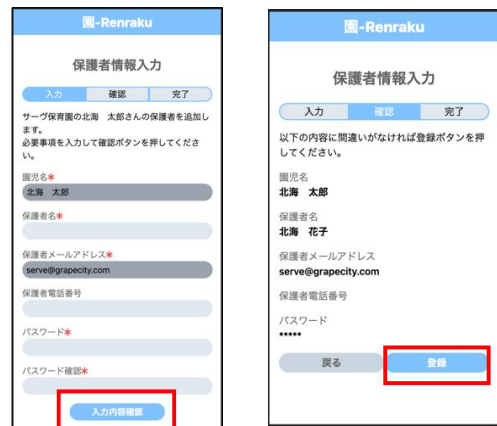 園-Renraku
保護者情報入力
入力 確認 完了
サーヴ保育園の北海 太郎さんの保護者を追加し
ます。
必要事項を入力して確認ボタンを押してくださ
い。
園児名*
北海 太郎
保護者名*
保護者メールアドレス*
serve@grapecity.com
保護者電話番号
パスワード*
パスワード確認*
入力内容確認
園-Renraku
保護者情報入力
入力 確認 完了
以下の内容に間違いがなければ登録ボタンを押
してください。
園児名
北海 太郎
保護者名
北海 花子
保護者メールアドレス
serve@grapecity.com
保護者電話番号
パスワード
*****
戻る 登録